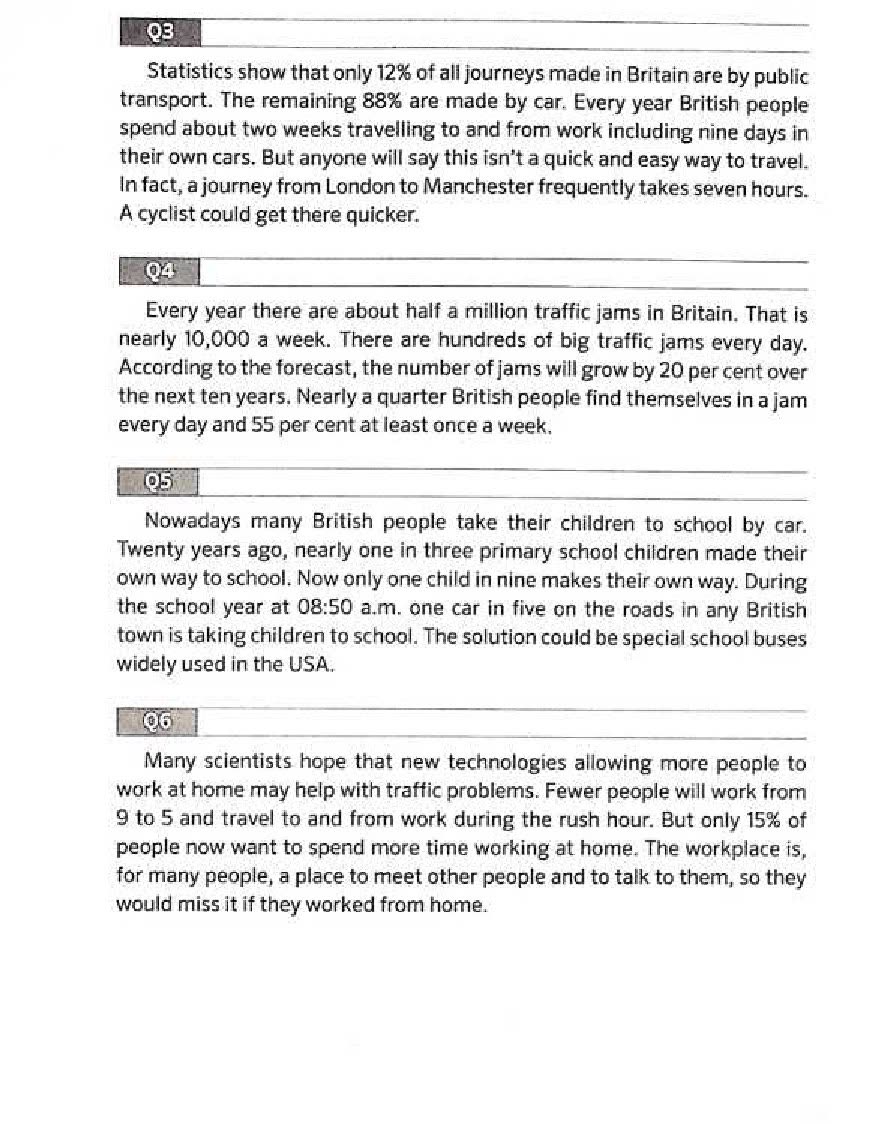 Q3
Statistics show that only 12% of all journeys made in Britain are by public
transport. The remaining 88% are made by car. Every year British people
spend about two weeks travelling to and from work including nine days in
their own cars. But anyone will say this isn't a quick and easy way to travel.
In fact, a journey from London to Manchester frequently takes seven hours.
A cyclist could get there quicker.
Q4
Every year there are about half a million traffic jams in Britain. That is
nearly 10,000 a week. There are hundreds of big traffic jams every day.
According to the forecast, the number of jams will grow by 20 per cent over
the next ten years. Nearly a quarter British people find themselves in a jam
every day and 55 per cent at least once a week.
Q5
Nowadays many British people take their children to school by car.
Twenty years ago, nearly one in three primary school children made their
own way to school. Now only one child in nine makes their own way. During
the school year at 08:50 a.m. one car in five on the roads in any British
town is taking children to school. The solution could be special school buses
widely used in the USA.
Q6
Many scientists hope that new technologies allowing more people to
work at home may help with traffic problems. Fewer people will work from
9 to 5 and travel to and from work during the rush hour. But only 15% of
people now want to spend more time working at home. The workplace is,
for many people, a place to meet other people and to talk to them, so they
would miss it if they worked from home.